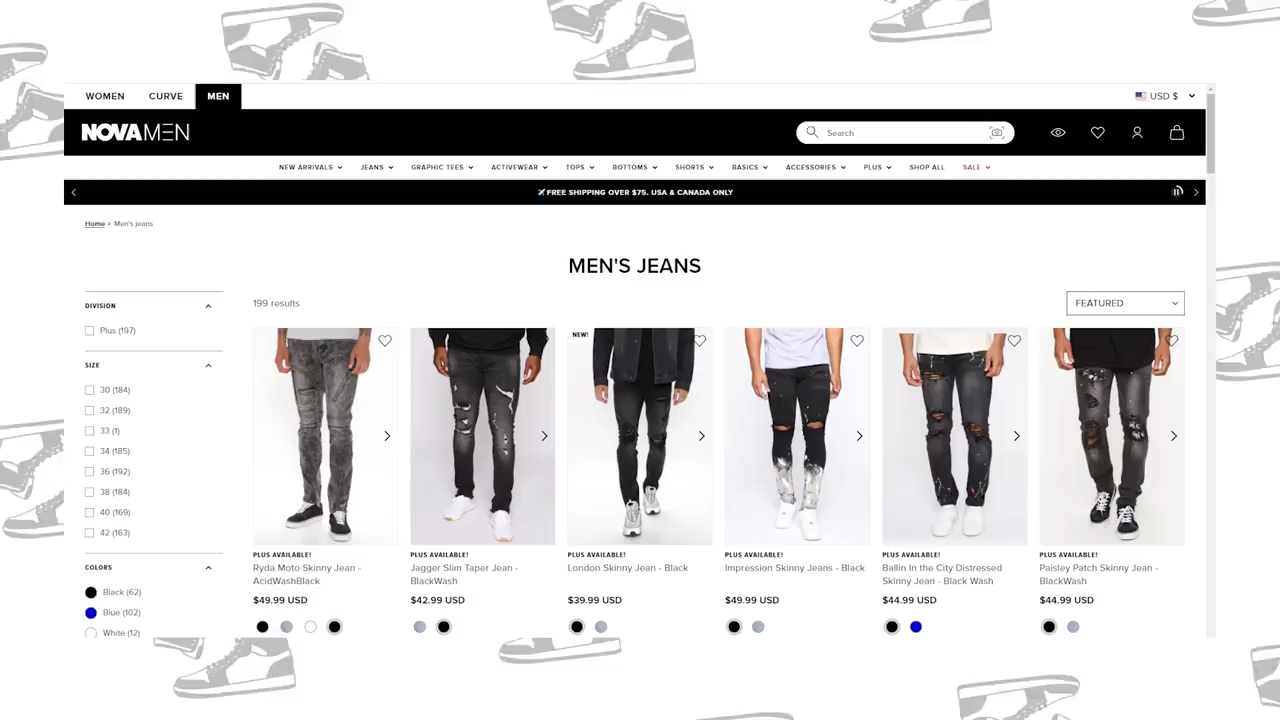 WOMEN CURVE MEN USD $
NOVAMEN Search
NEW ARRIVALS JEANS GRAPHIC TEES ACTIVEWEAR TOPS BOTTOMS SHORTS BASICS ACCESSORIES PLUS SHOP ALL SALE
FREE SHIPPING OVER $75. USA & CANADA ONLY
Home › Men's jeans
MEN'S JEANS
DIVISION
Plus (197)
SIZE
30 (184)
32 (189)
33 (1)
34 (185)
36 (192)
38 (184)
40 (169)
42 (163)
COLORS
Black (62)
Blue (102)
White (12)
199 results
FEATURED
NEW!
PLUS AVAILABLE!
Ryda Moto Skinny Jean -
AcidWashBlack
$49.99 USD
PLUS AVAILABLE!
Jagger Slim Taper Jean -
BlackWash
$42.99 USD
PLUS AVAILABLE!
London Skinny Jean - Black
$39.99 USD
PLUS AVAILABLE!
Impression Skinny Jeans - Black
$49.99 USD
PLUS AVAILABLE!
Ballin In the City Distressed
Skinny Jean - Black Wash
$44.99 USD
PLUS AVAILABLE!
Paisley Patch Skinny Jean -
BlackWash
$44.99 USD